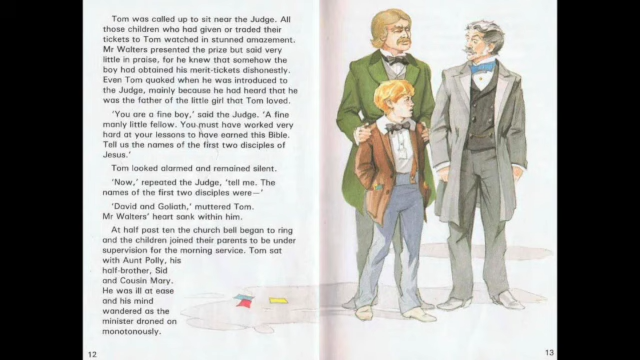 Tom was called up to sit near the Judge. All
those children who had given or traded their
tickets to Tom watched in stunned amazement.
Mr Walters presented the prize but said very
little in praise, for he knew that somehow the
boy had obtained his merit-tickets dishonestly.
Even Tom quaked when he was introduced to
the Judge, mainly because he had heard that he
was the father of the little girl that Tom loved.
'You are a fine boy,' said the Judge. 'A fine
manly little fellow. You must have worked very
hard at your lessons to have earned this Bible.
Tell us the names of the first two disciples of
Jesus.'
Tom looked alarmed and remained silent.
'Now,' repeated the Judge, 'tell me. The
names of the first two disciples were—'
'David and Goliath,' muttered Tom.
Mr Walters' heart sank within him.
At half past ten the church bell began to ring
and the children joined their parents to be under
supervision for the morning service. Tom sat
with Aunt Polly, his
half-brother, Sid
and Cousin Mary.
He was ill at ease
and his mind
wandered as the
minister droned on
monotonously.
12
13